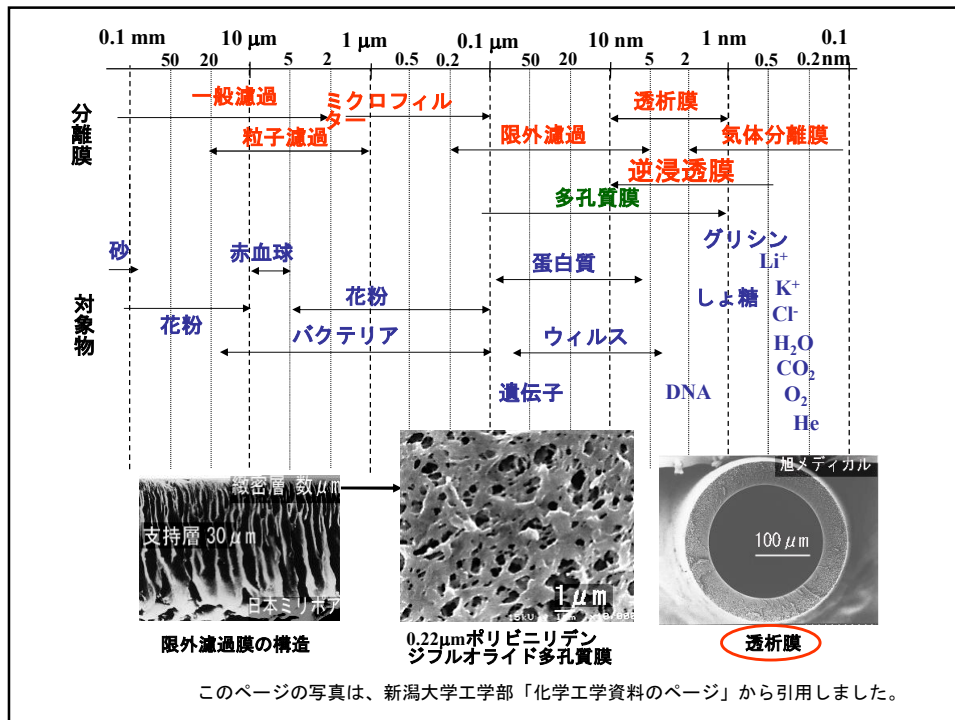 0.1 mm 10 μm 1 μm 0.1 μm 10 nm 1 nm 0.1 nm
50 20 5 2 0.5 0.2 50 20 5 2 0.5 0.2
分離膜
一般濾過
ミクロフィルター
透析膜
粒子濾過
限外濾過
気体分離膜
逆浸透膜
多孔質膜
対象物
砂
赤血球
蛋白質
グリシン
Li⁺
花粉
花粉
しょ糖
K⁺
Cl⁻
バクテリア
ウィルス
H₂O
CO₂
遺伝子
DNA
O₂
He
緻密層 数μm
支持層 30μm
日本ミリポア
1μm
旭メディカル
100μm
限外濾過膜の構造
0.22μmポリビニリデン
ジフルオライド多孔質膜
透析膜
このページの写真は、新潟大学工学部「化学工学資料のページ」から引用しました。